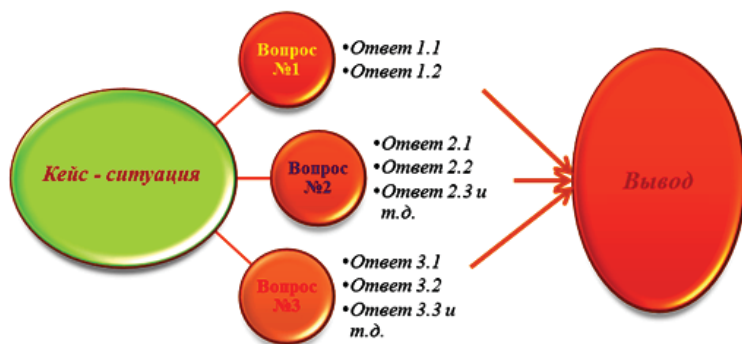 Кейс - ситуация
Вопрос
№1
•Ответ 1.1
•Ответ 1.2
Вопрос
№2
•Ответ 2.1
•Ответ 2.2
•Ответ 2.3 и
т.д.
Вопрос
№3
•Ответ 3.1
•Ответ 3.2
•Ответ 3.3 и
т.д.
Вывод